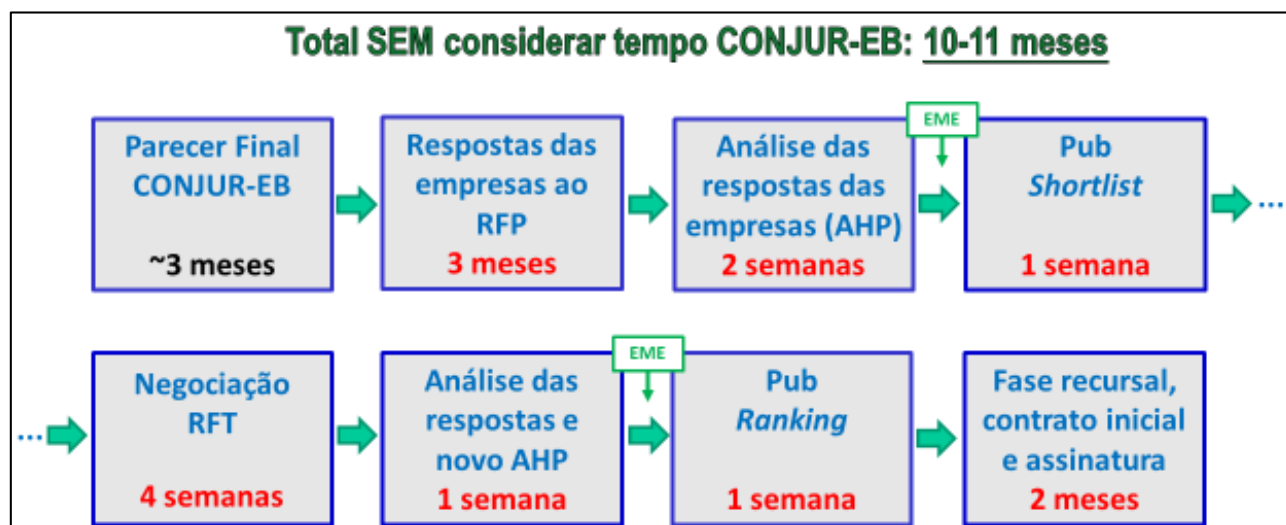 Total SEM considerar tempo CONJUR-EB: 10-11 meses
EME
Parecer Final
CONJUR-EB
~3 meses
Respostas das
empresas ao
RFP
3 meses
Análise das
respostas das
empresas (AHP)
2 semanas
Pub
Shortlist
1 semana
...
EME
...
Negociação
RFT
4 semanas
Análise das
respostas e
novo AHP
1 semana
Pub
Ranking
1 semana
Fase recursal,
contrato inicial
e assinatura
2 meses